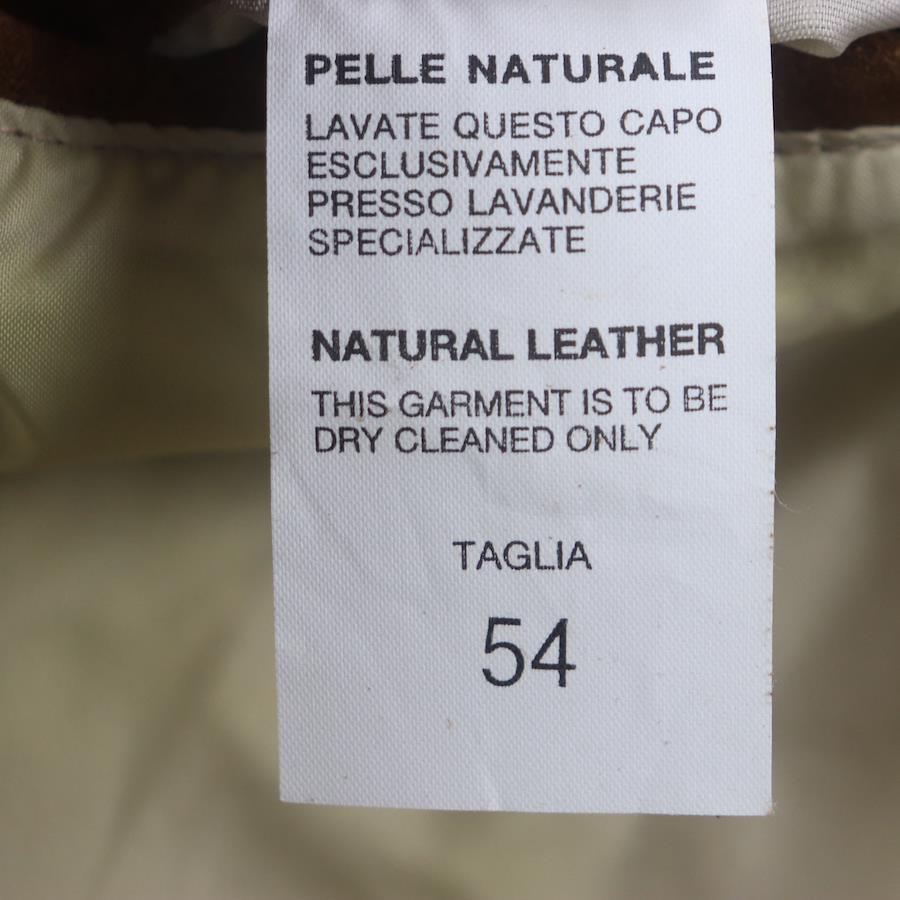 PELLE NATURALE
LAVATE QUESTO CAPO
ESCLUSIVAMENTE
PRESSO LAVANDERIE
SPECIALIZZATE
NATURAL LEATHER
THIS GARMENT IS TO BE
DRY CLEANED ONLY
TAGLIA
54